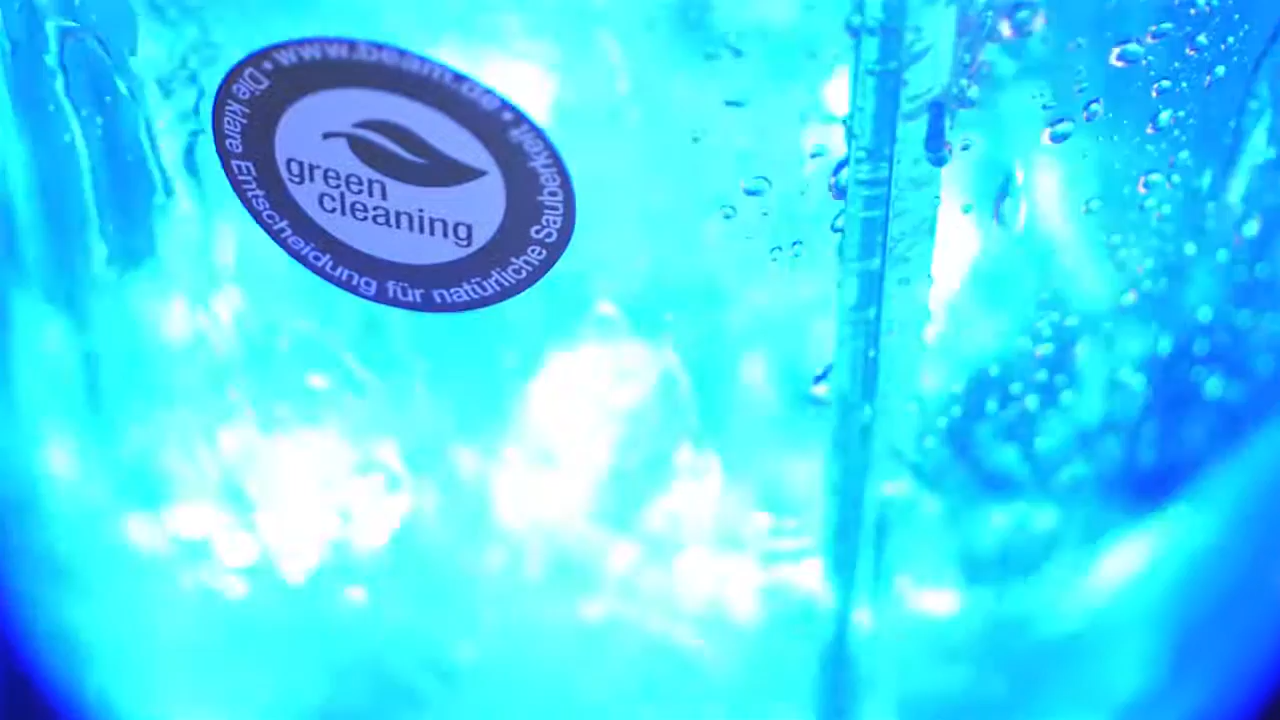 • www.beam.de •
green
cleaning
Die klare Entscheidung für natürliche Sauberkeit